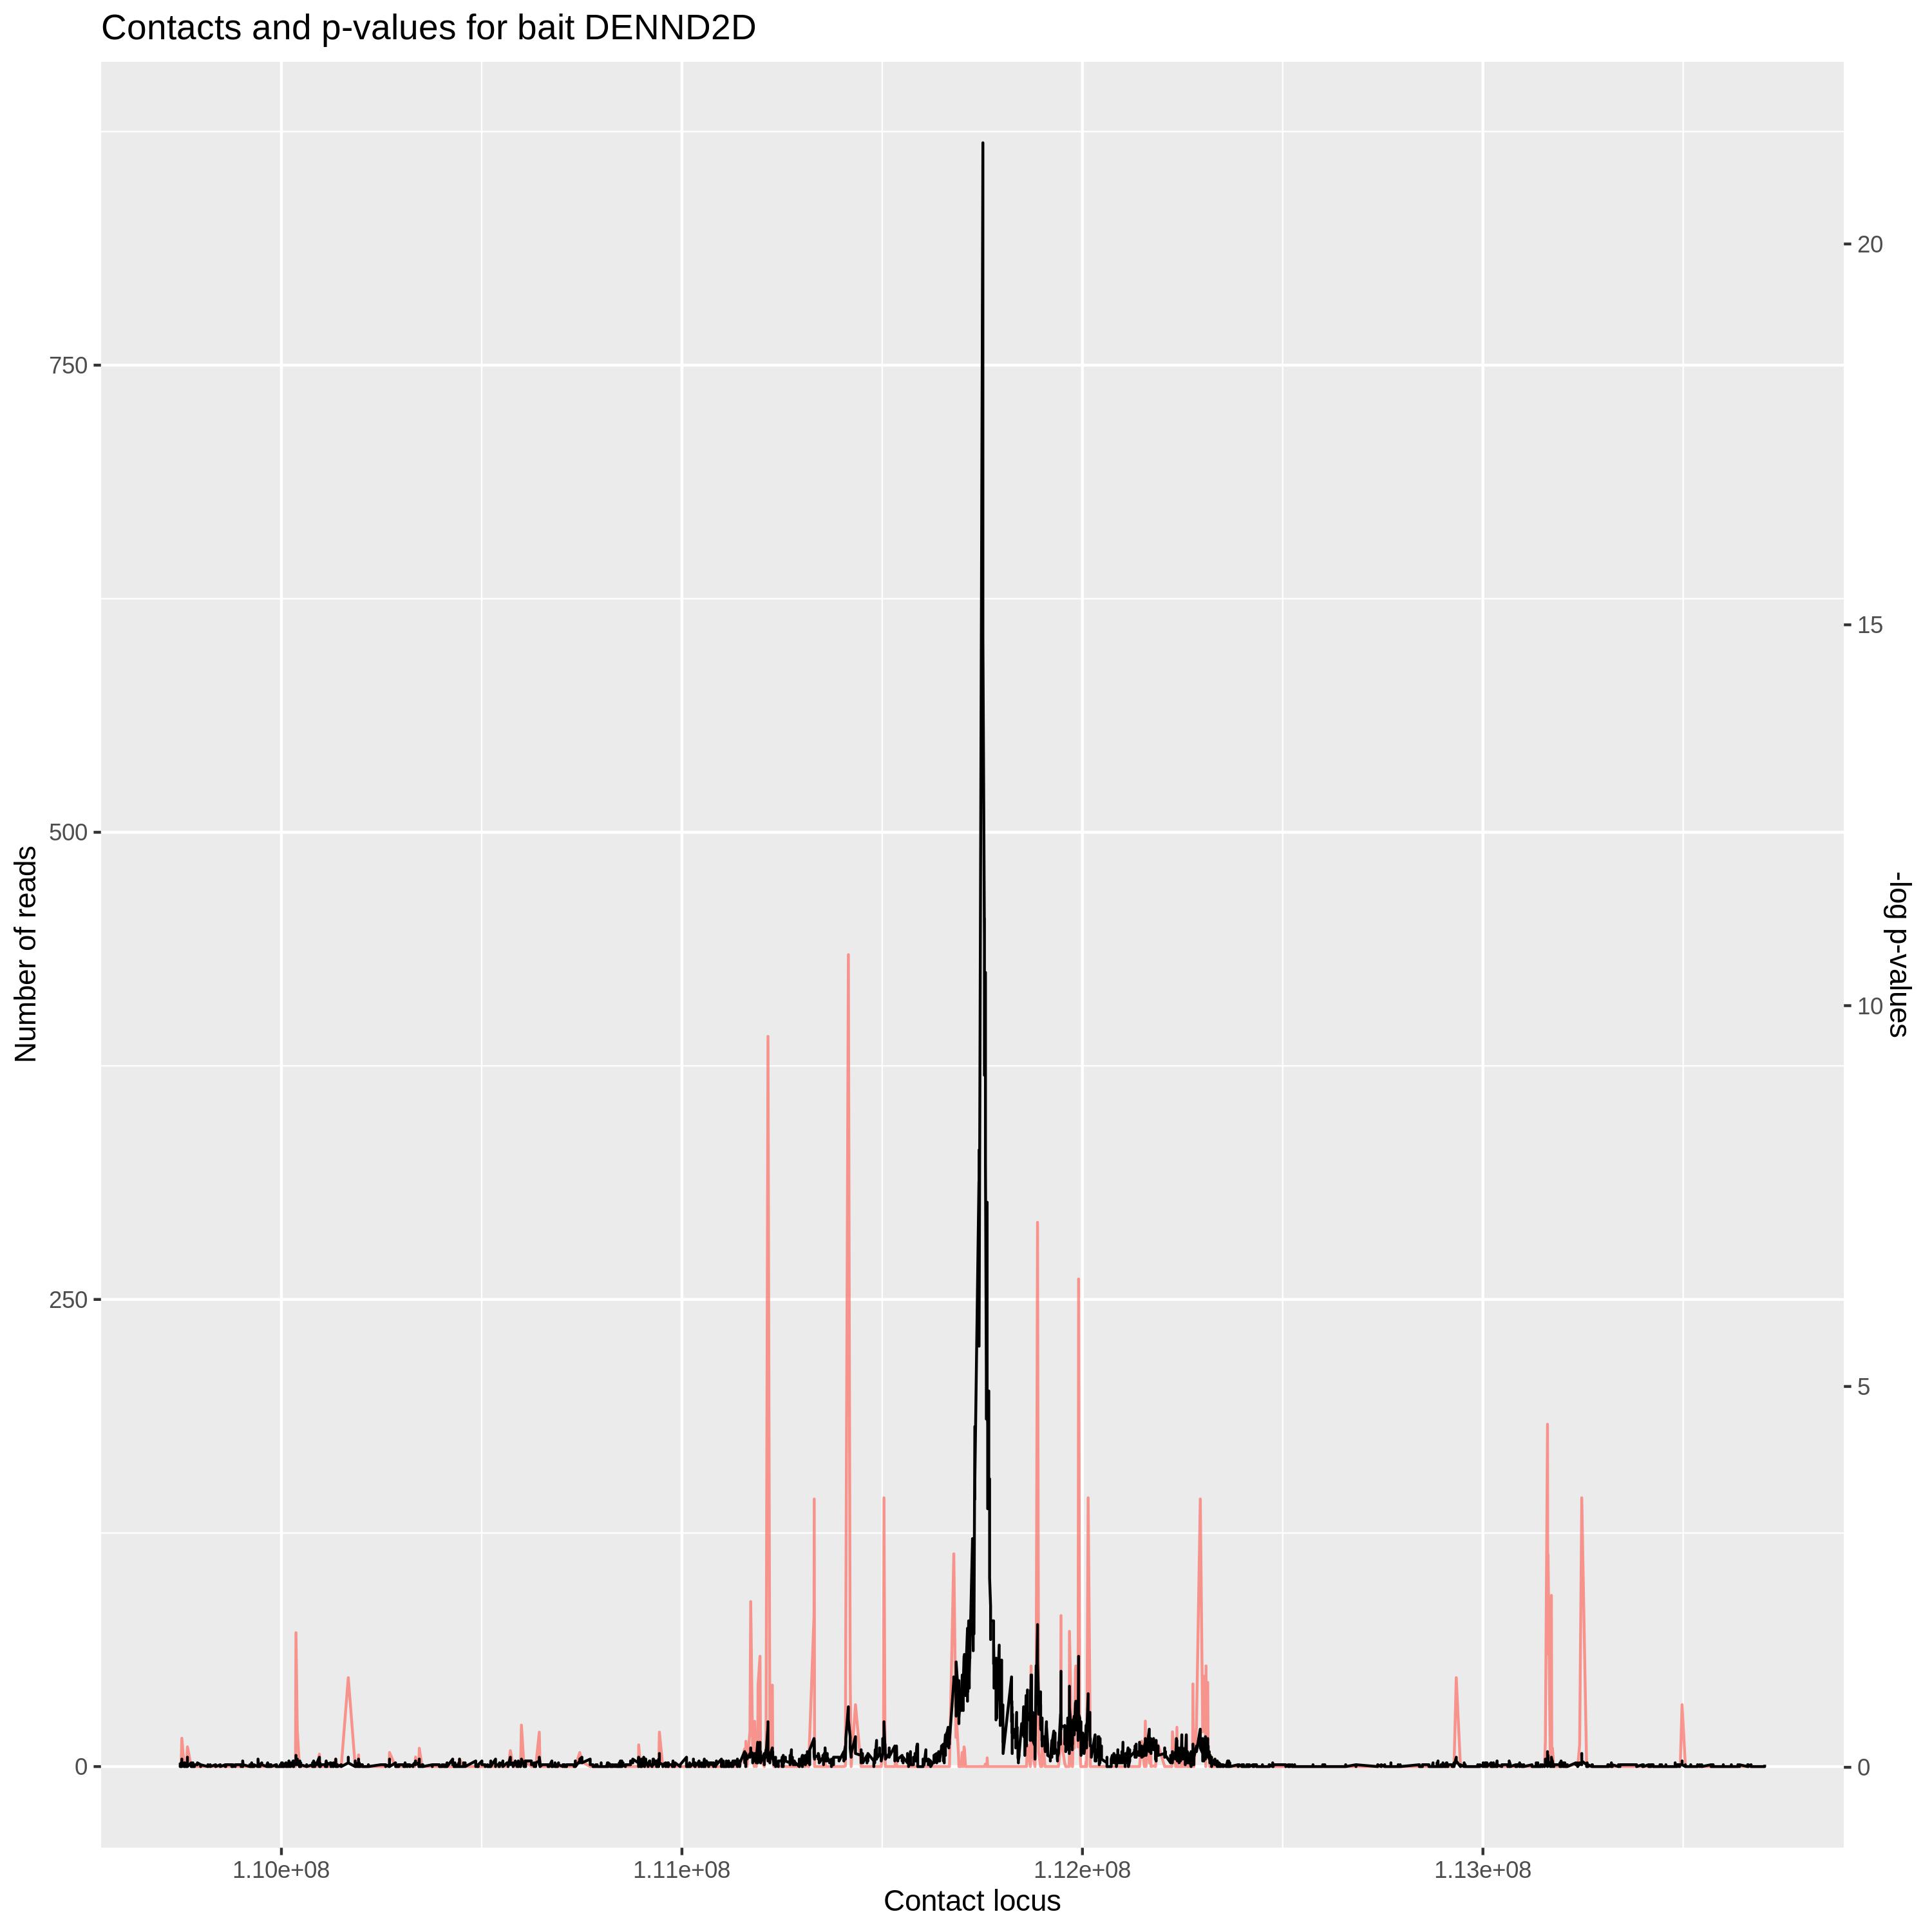 Contacts and p-values for bait DENND2D
Number of reads
750
500
250
0
20
15
10
5
0
-log p-values
1.10e+08
1.11e+08
1.12e+08
1.13e+08
Contact locus